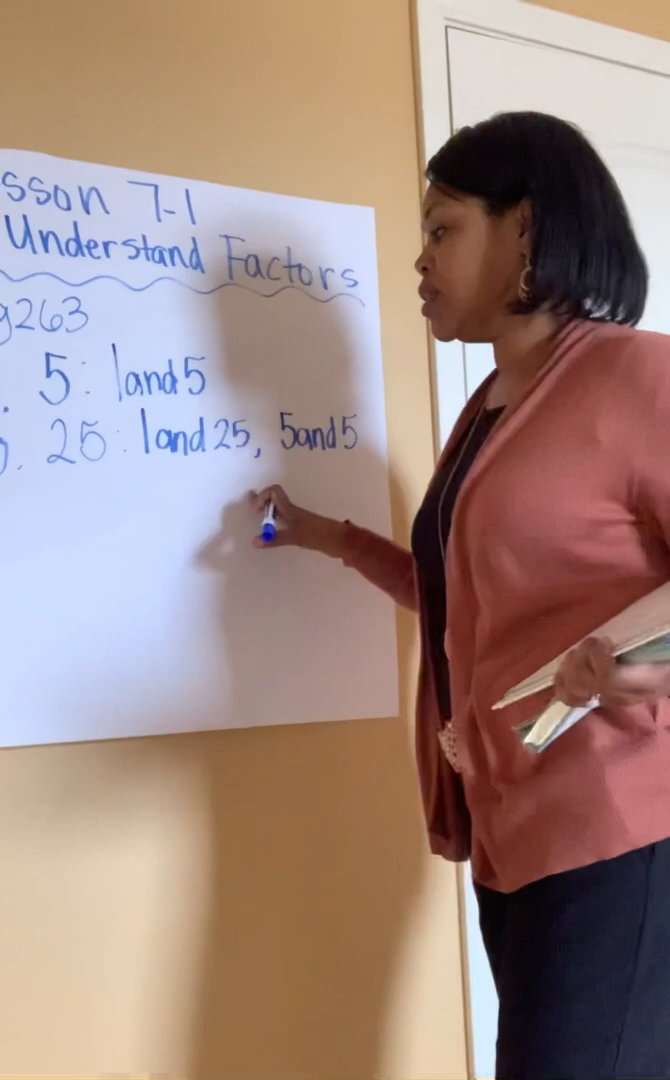 sson 7-1
Understand Factors
g263
5: 1and5
. 25: 1and25, 5and5